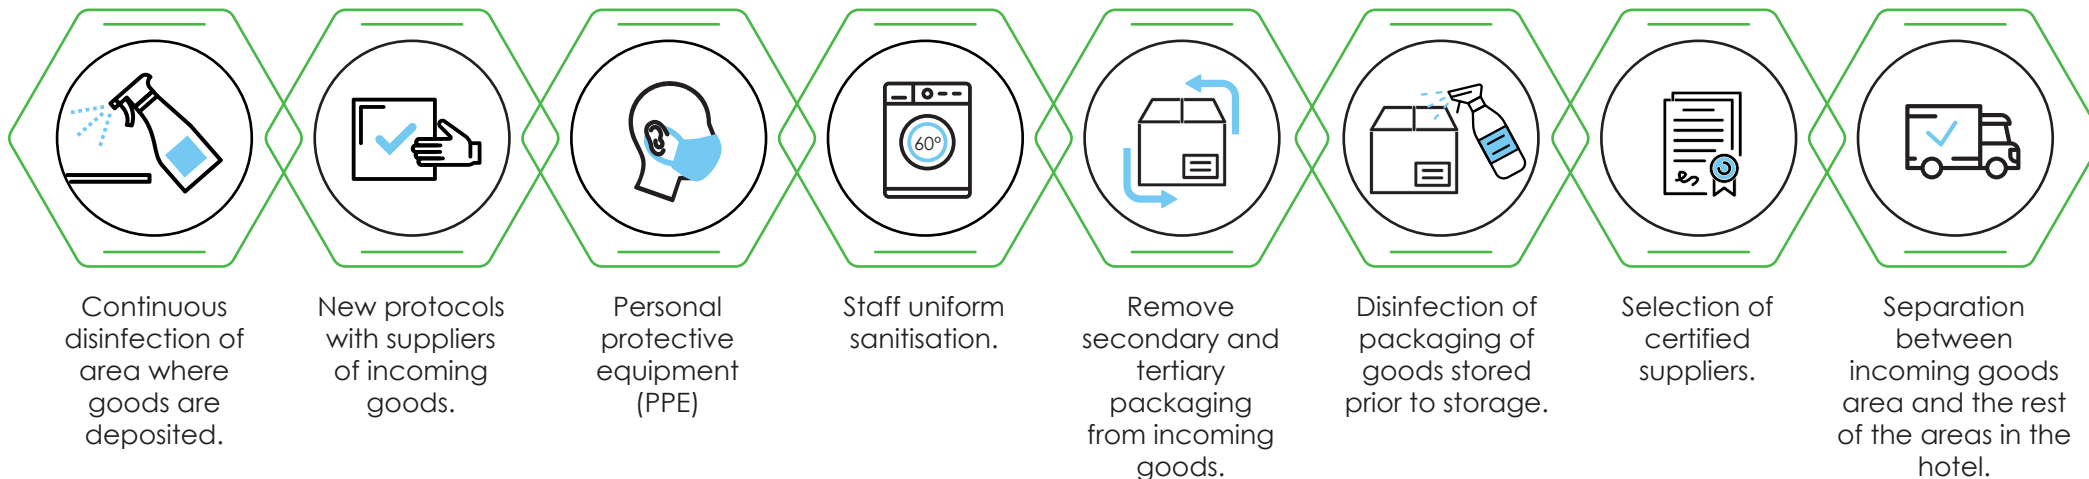 60º
Continuous
disinfection of
area where
goods are
deposited.
New protocols
with suppliers
of incoming
goods.
Personal
protective
equipment
(PPE)
Staff uniform
sanitisation.
Remove
secondary and
tertiary
packaging
from incoming
goods.
Disinfection of
packaging of
goods stored
prior to storage.
Selection of
certified
suppliers.
Separation
between
incoming goods
area and the rest
of the areas in the
hotel.